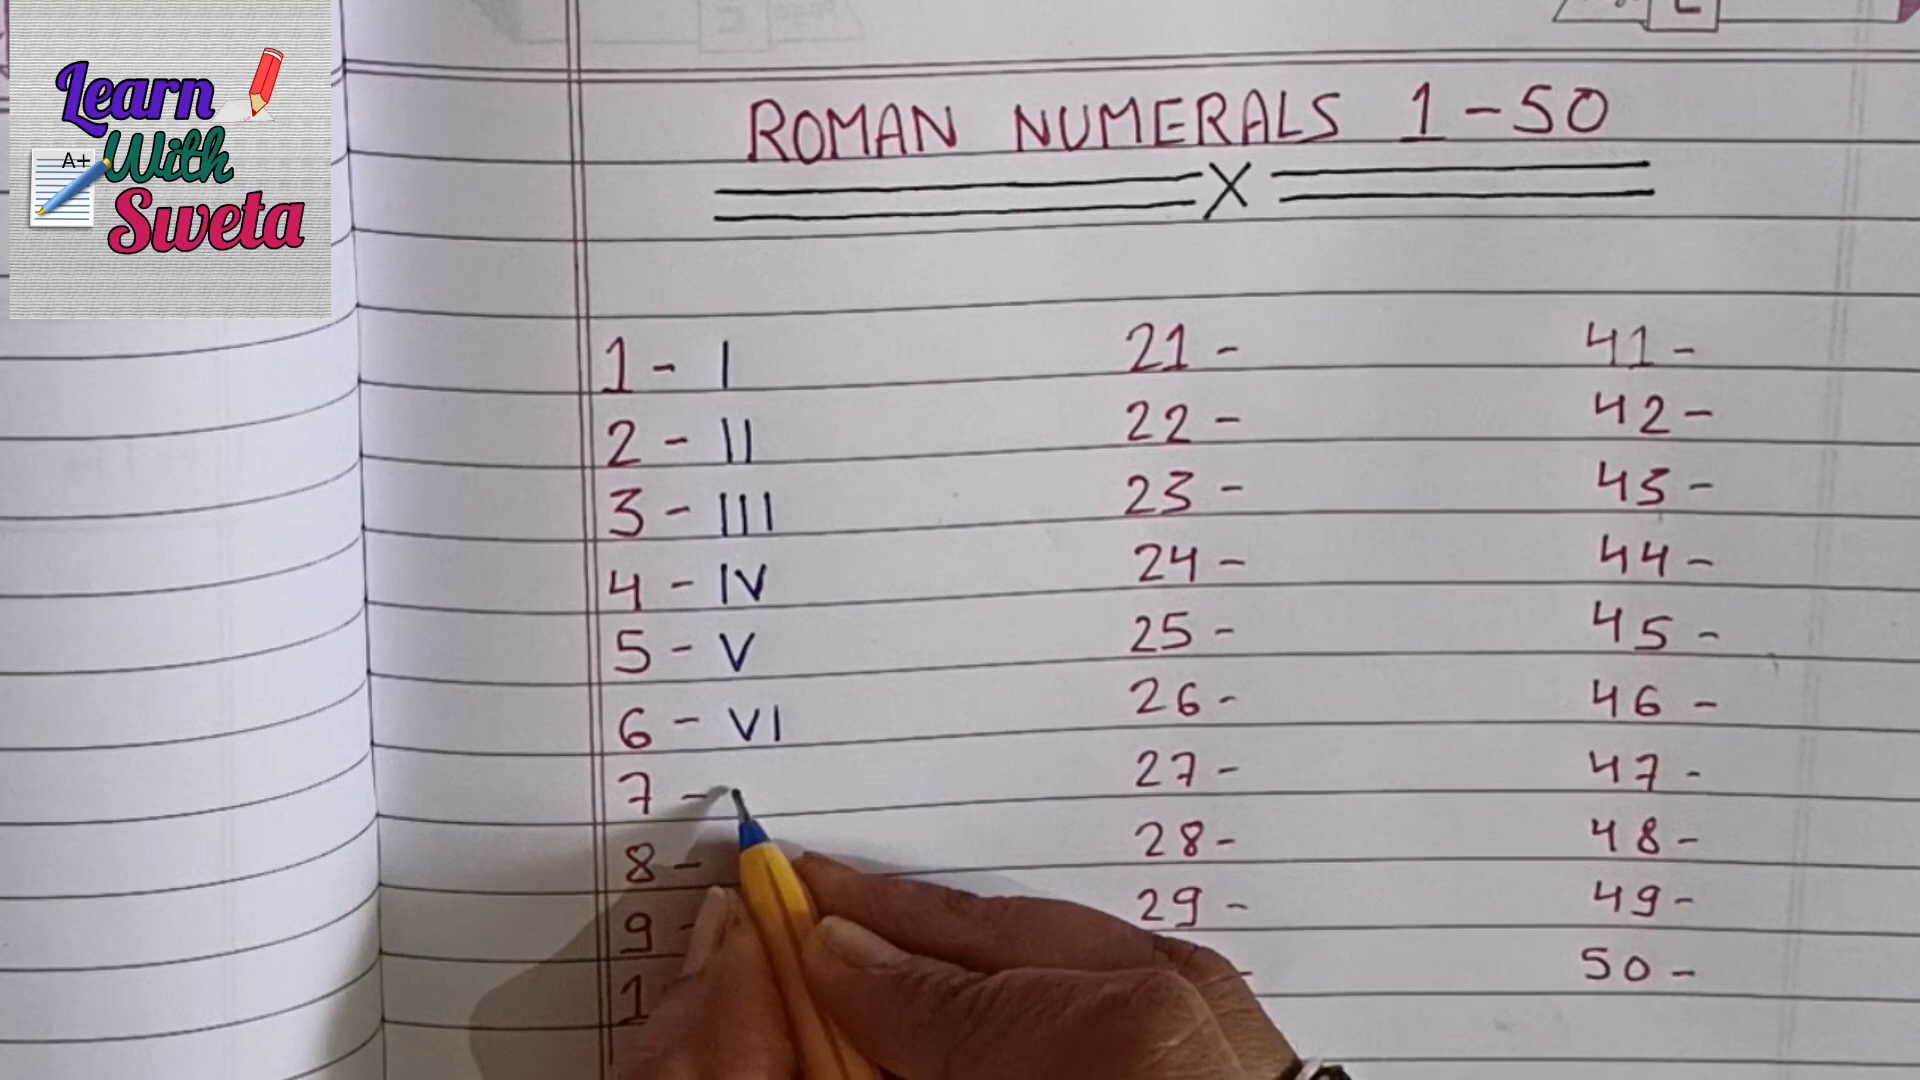 Learn
With
A+
Sweta
ROMAN NUMERALS 1-50
X
1- I
2- II
3- III
4- IV
5- V
6- VI
7-
8-
9-
1
21-
22-
23-
24-
25-
26-
27-
28-
29-
41-
42-
43-
44-
45-
46-
47-
48-
49-
50-